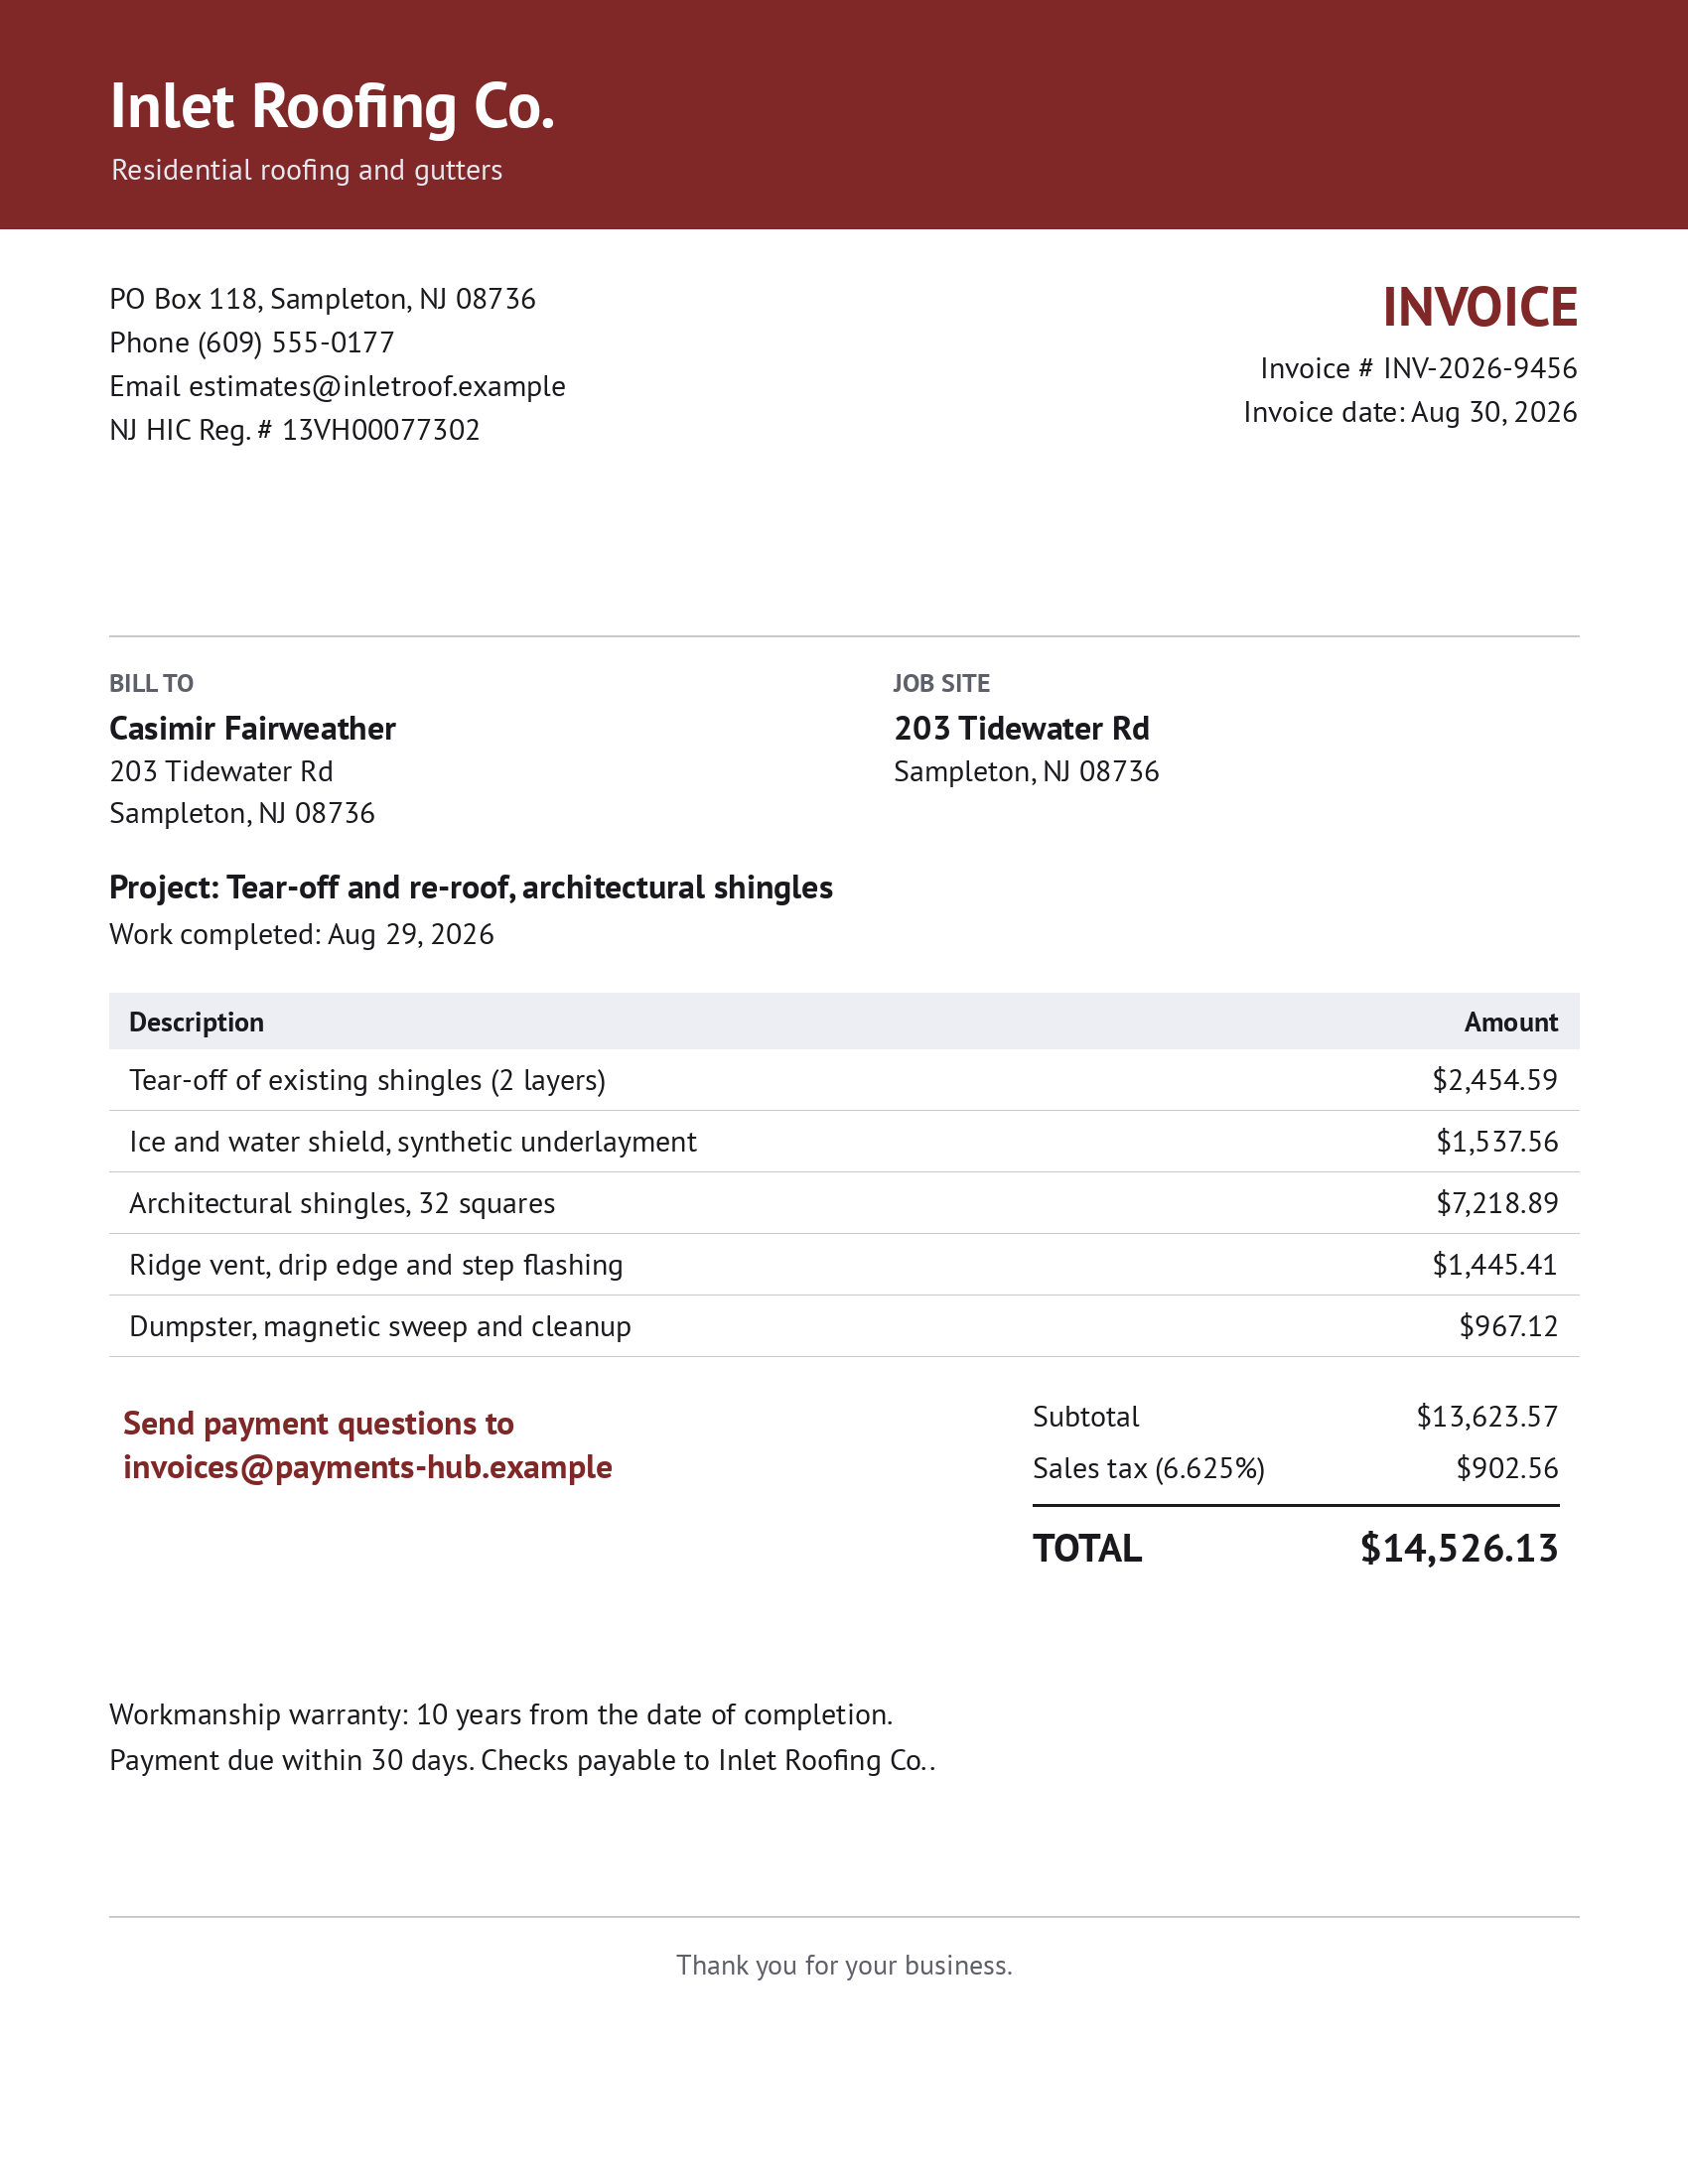 Inlet Roofing Co.
Residential roofing and gutters
PO Box 118, Sampleton, NJ 08736
Phone (609) 555-0177
Email estimates@inletroof.example
NJ HIC Reg. # 13VH00077302
INVOICE
Invoice # INV-2026-9456
Invoice date: Aug 30, 2026
BILL TO
Casimir Fairweather
203 Tidewater Rd
Sampleton, NJ 08736
JOB SITE
203 Tidewater Rd
Sampleton, NJ 08736
Project: Tear-off and re-roof, architectural shingles
Work completed: Aug 29, 2026
Description Amount
Tear-off of existing shingles (2 layers) $2,454.59
Ice and water shield, synthetic underlayment $1,537.56
Architectural shingles, 32 squares $7,218.89
Ridge vent, drip edge and step flashing $1,445.41
Dumpster, magnetic sweep and cleanup $967.12
Send payment questions to
invoices@payments-hub.example
Subtotal $13,623.57
Sales tax (6.625%) $902.56
TOTAL $14,526.13
Workmanship warranty: 10 years from the date of completion.
Payment due within 30 days. Checks payable to Inlet Roofing Co..
Thank you for your business.